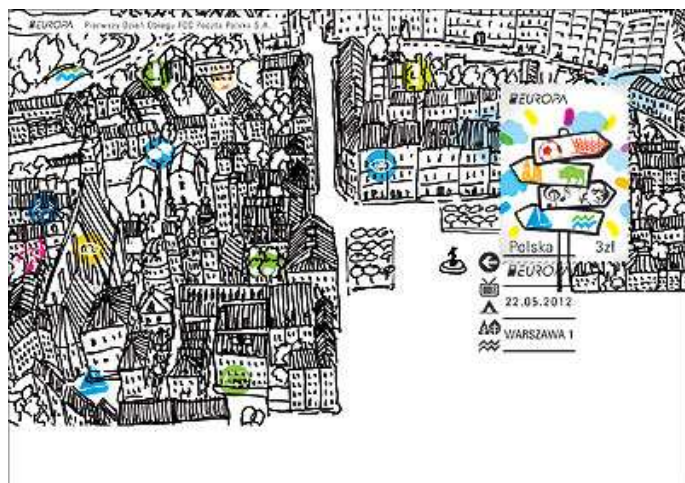 EUROPA Pierwszy Dzień Obiegu FDC Poczta Polska S.A.
EUROPA
Polska 3zł
EUROPA
22.05.2012
WARSZAWA 1